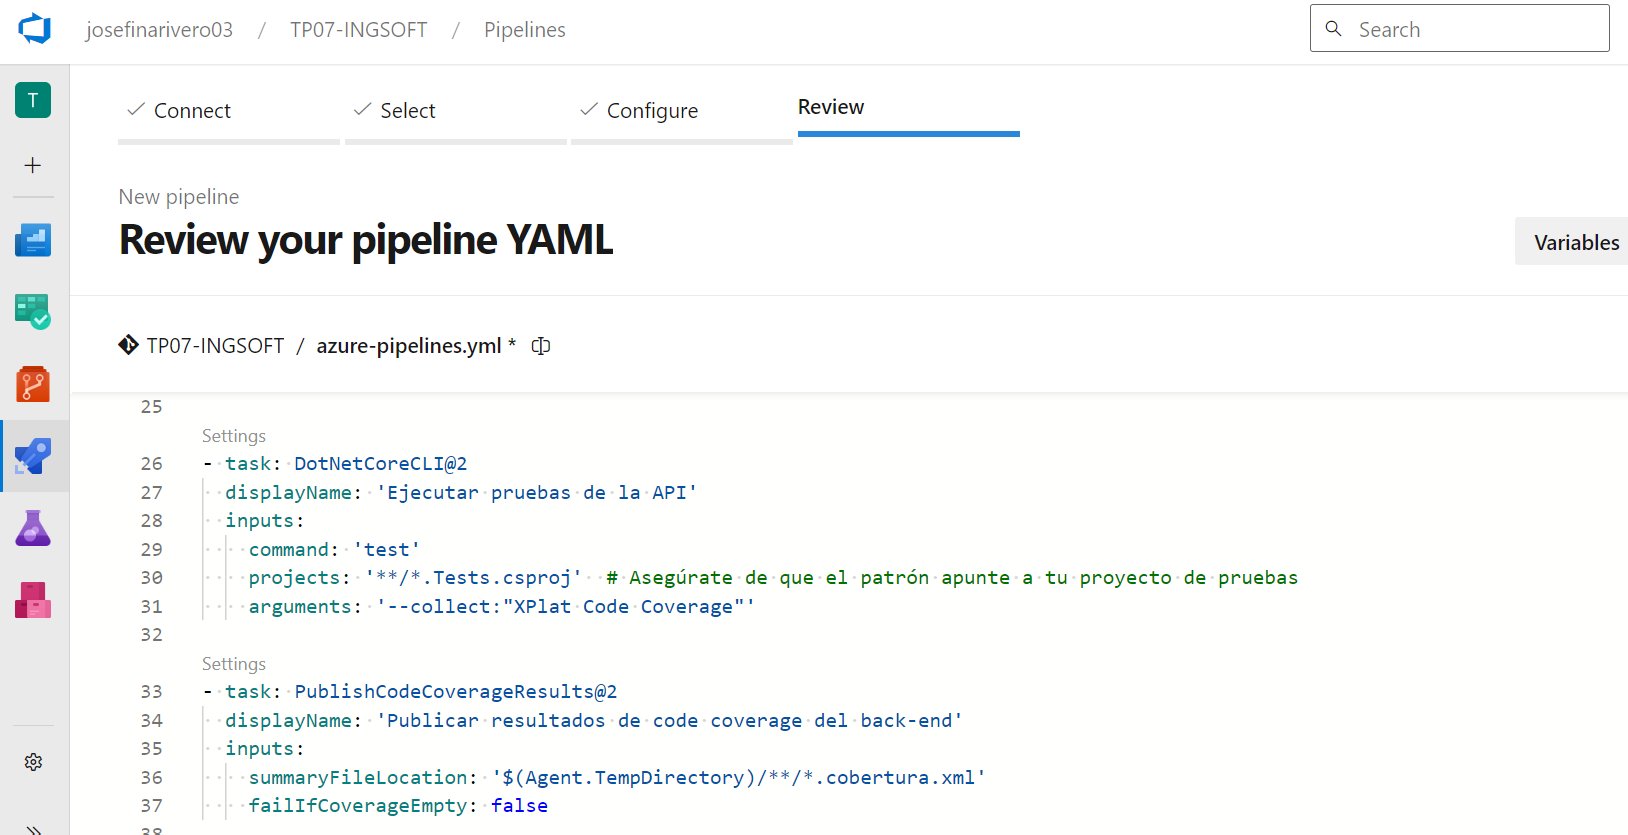 josefinarivero03 / TP07-INGSOFT / Pipelines
Search
T
Connect
Select
Configure
Review
New pipeline
Review your pipeline YAML
Variables
TP07-INGSOFT / azure-pipelines.yml *
25
Settings
26 - task: DotNetCoreCLI@2
27 displayName: 'Ejecutar pruebas de la API'
28 inputs:
29 command: 'test'
30 projects: '**/*.Tests.csproj' # Asegúrate de que el patrón apunte a tu proyecto de pruebas
31 arguments: '--collect:"XPlat Code Coverage"'
32
Settings
33 - task: PublishCodeCoverageResults@2
34 displayName: 'Publicar resultados de code coverage del back-end'
35 inputs:
36 summaryFileLocation: '$(Agent.TempDirectory)/**/*.cobertura.xml'
37 failIfCoverageEmpty: false
38